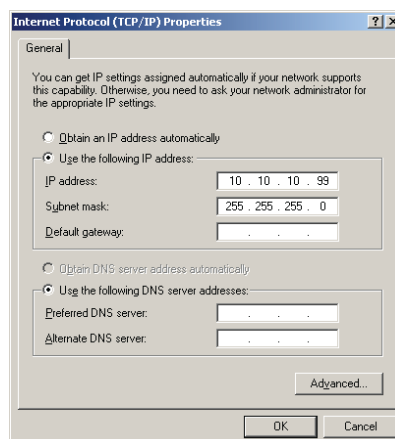 Internet Protocol (TCP/IP) Properties
General
You can get IP settings assigned automatically if your network supports
this capability. Otherwise, you need to ask your network administrator for
the appropriate IP settings.
Obtain an IP address automatically
Use the following IP address:
IP address: 10 . 10 . 10 . 99
Subnet mask: 255 . 255 . 255 . 0
Default gateway: . . .
Obtain DNS server address automatically
Use the following DNS server addresses:
Preferred DNS server: . . .
Alternate DNS server: . . .
Advanced...
OK Cancel